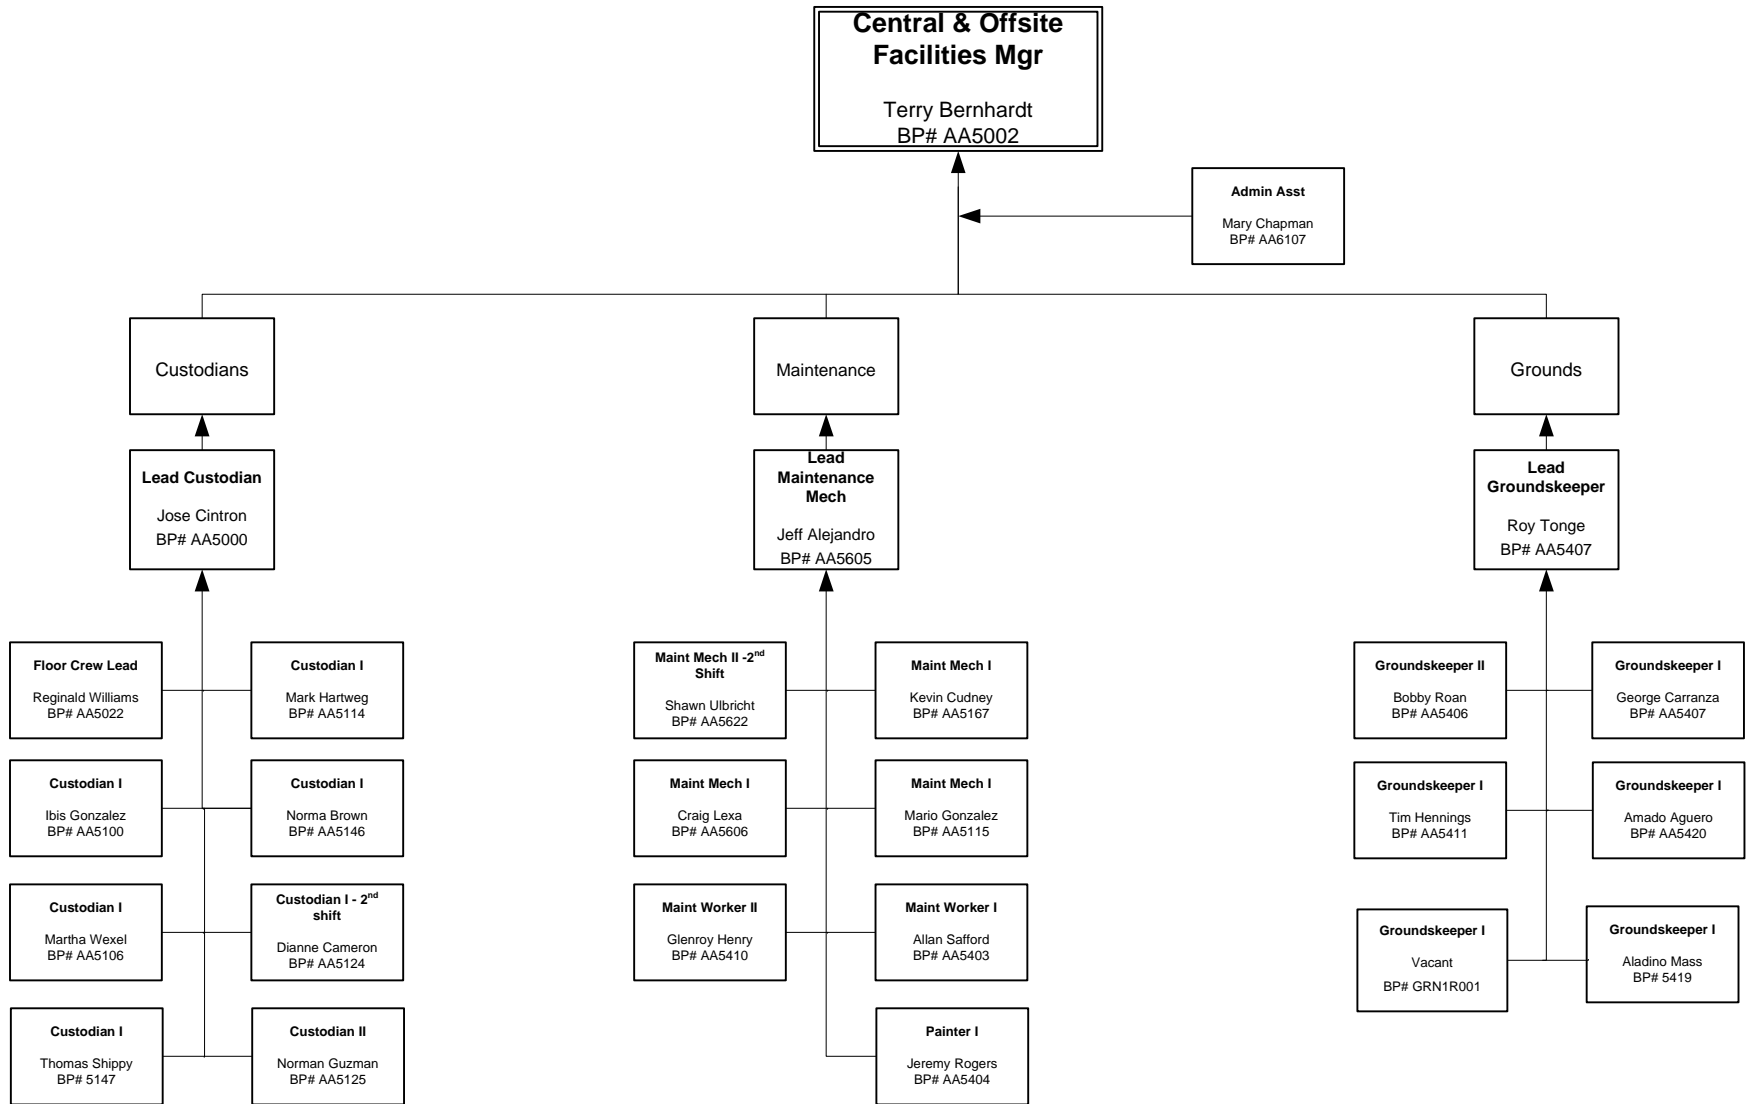 Central & Offsite
Facilities Mgr
Terry Bernhardt
BP# AA5002
Admin Asst
Mary Chapman
BP# AA6107
Custodians
Maintenance
Grounds
Lead Custodian
Jose Cintron
BP# AA5000
Lead
Maintenance
Mech
Jeff Alejandro
BP# AA5605
Lead
Groundskeeper
Roy Tonge
BP# AA5407
Floor Crew Lead
Reginald Williams
BP# AA5022
Custodian I
Mark Hartweg
BP# AA5114
Maint Mech II -2nd
Shift
Shawn Ulbricht
BP# AA5622
Maint Mech I
Kevin Cudney
BP# AA5167
Groundskeeper II
Bobby Roan
BP# AA5406
Groundskeeper I
George Carranza
BP# AA5407
Custodian I
Ibis Gonzalez
BP# AA5100
Custodian I
Norma Brown
BP# AA5146
Maint Mech I
Craig Lexa
BP# AA5606
Maint Mech I
Mario Gonzalez
BP# AA5115
Groundskeeper I
Tim Hennings
BP# AA5411
Groundskeeper I
Amado Aguero
BP# AA5420
Custodian I
Martha Wexel
BP# AA5106
Custodian I - 2nd
shift
Dianne Cameron
BP# AA5124
Maint Worker II
Glenroy Henry
BP# AA5410
Maint Worker I
Allan Safford
BP# AA5403
Groundskeeper I
Vacant
BP# GRN1R001
Groundskeeper I
Aladino Mass
BP# 5419
Custodian I
Thomas Shippy
BP# 5147
Custodian II
Norman Guzman
BP# AA5125
Painter I
Jeremy Rogers
BP# AA5404